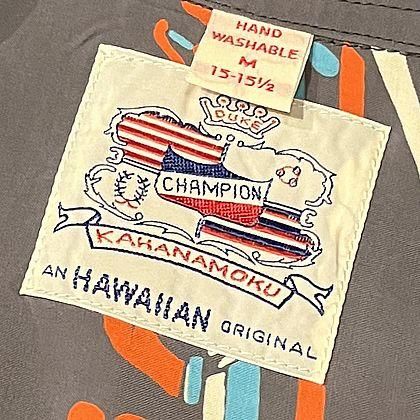 HAND
WASHABLE
M
15-15½
DUKE
CHAMPION
KAHANAMOKU
AN HAWAIIAN ORIGINAL